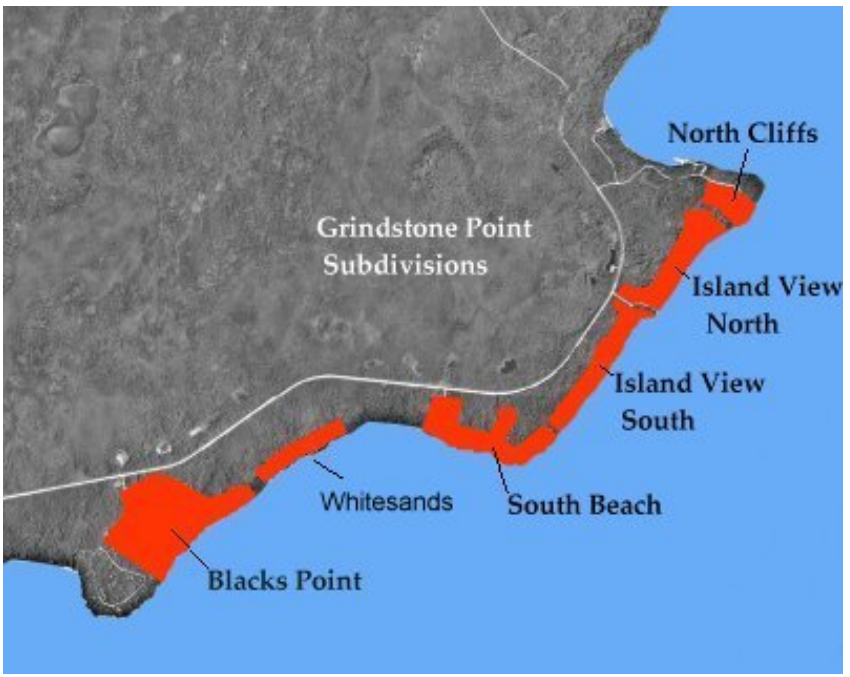 North Cliffs
Grindstone Point
Subdivisions
Island View
North
Island View
South
Whitesands
South Beach
Blacks Point